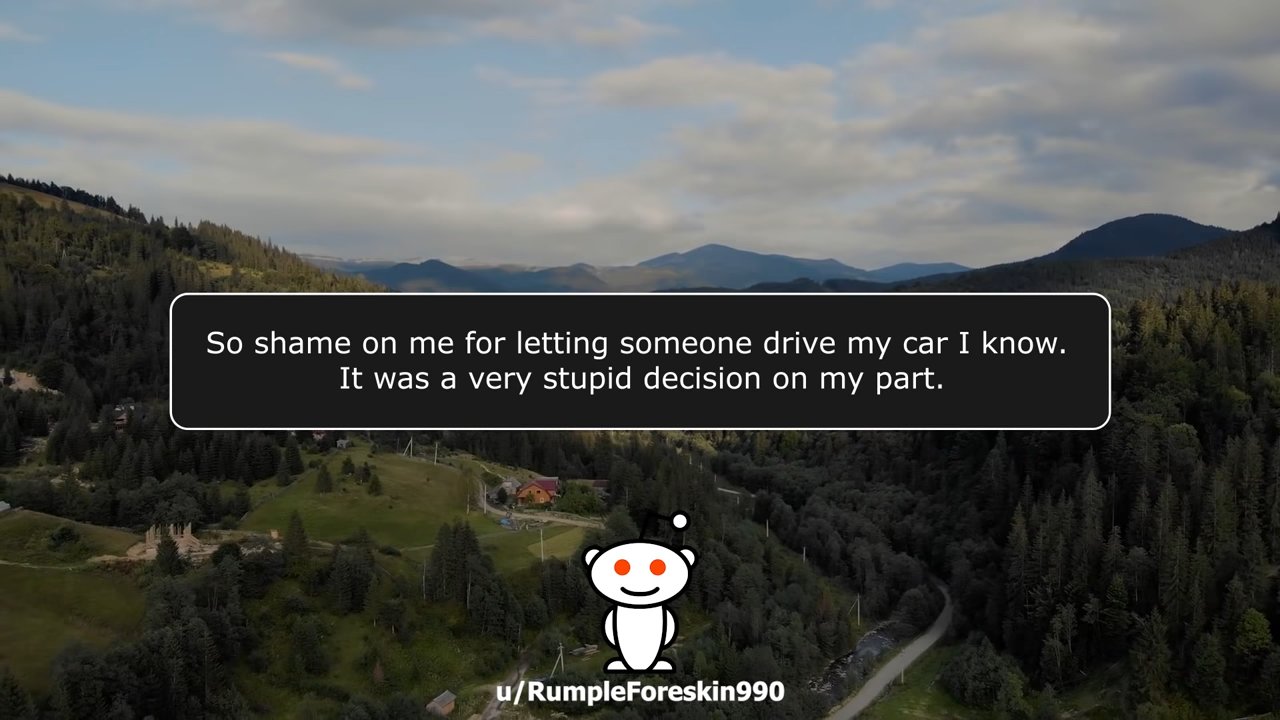 So shame on me for letting someone drive my car I know.
It was a very stupid decision on my part.
u/RumpleForeskin990